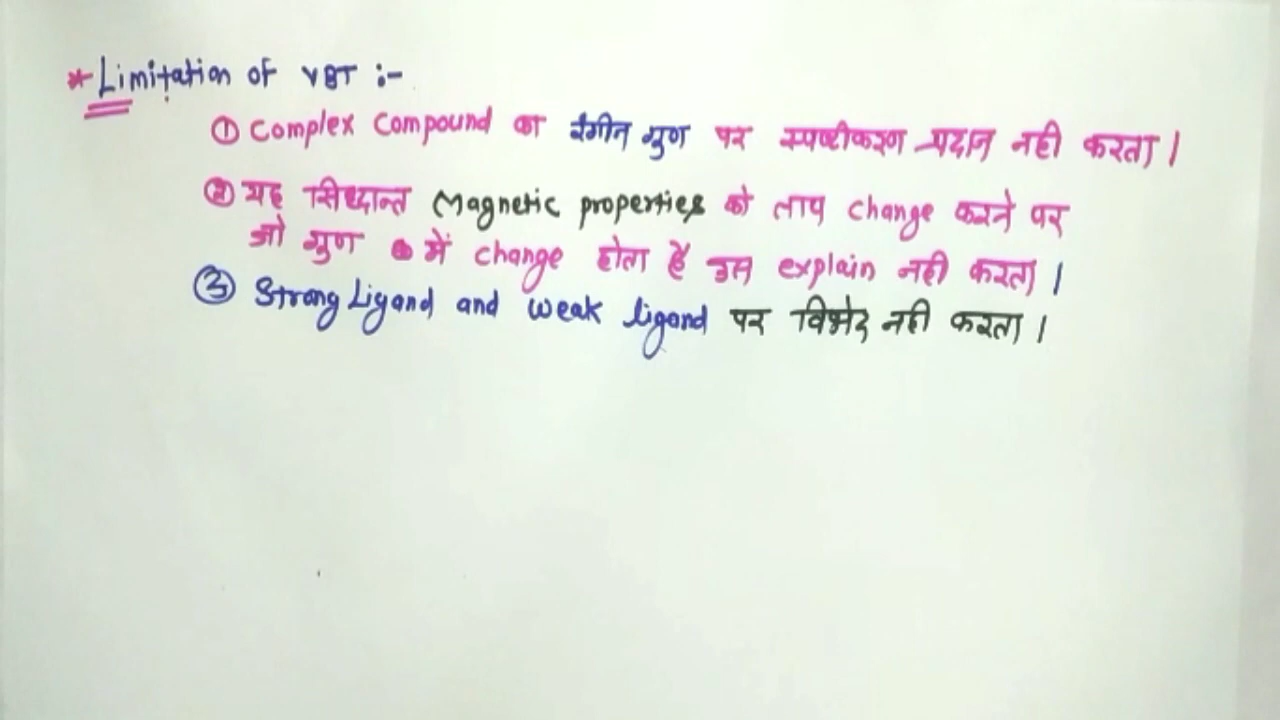 * Limitation of VBT :-
① Complex Compound का रंगीन गुण पर स्पष्टीकरण प्रदान नही करता |
② यह सिध्दान्त Magnetic properties को ताप change करने पर
जो गुण में change होता है उस explain नही करता |
③ Strong Ligand and weak ligand पर विभेद नही करता |